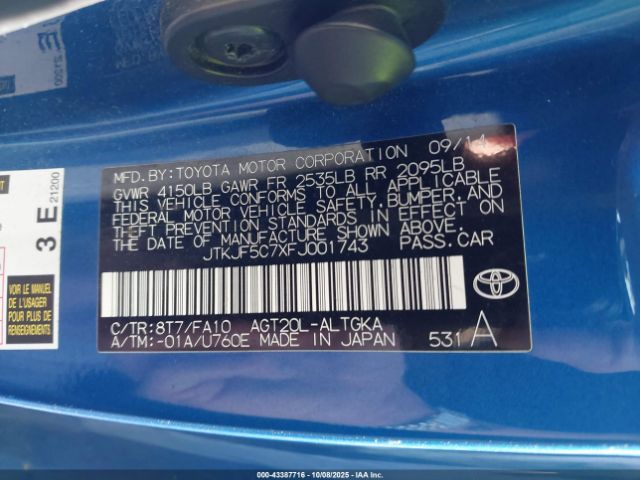 MFD. BY: TOYOTA MOTOR CORPORATION 09/14
GVWR 4150LB GAWR FR 2535LB RR 2095LB
THIS VEHICLE CONFORMS TO ALL APPLICABLE
FEDERAL MOTOR VEHICLE SAFETY, BUMPER, AND
THEFT PREVENTION STANDARDS IN EFFECT ON
THE DATE OF MANUFACTURE SHOWN ABOVE.
JTKJF5C7XFJ001743 PASS. CAR
C/TR: 8T7/FA10 AGT20L-ALTGKA
A/TM: -01A/U760E MADE IN JAPAN 531 A
3 E 21200
VOIR LE MANUEL
DE L'USAGER
POUR PLUS DE
RENSEIGNEMENTS
000-43387716 | 10/08/2025 | IAAI.CA